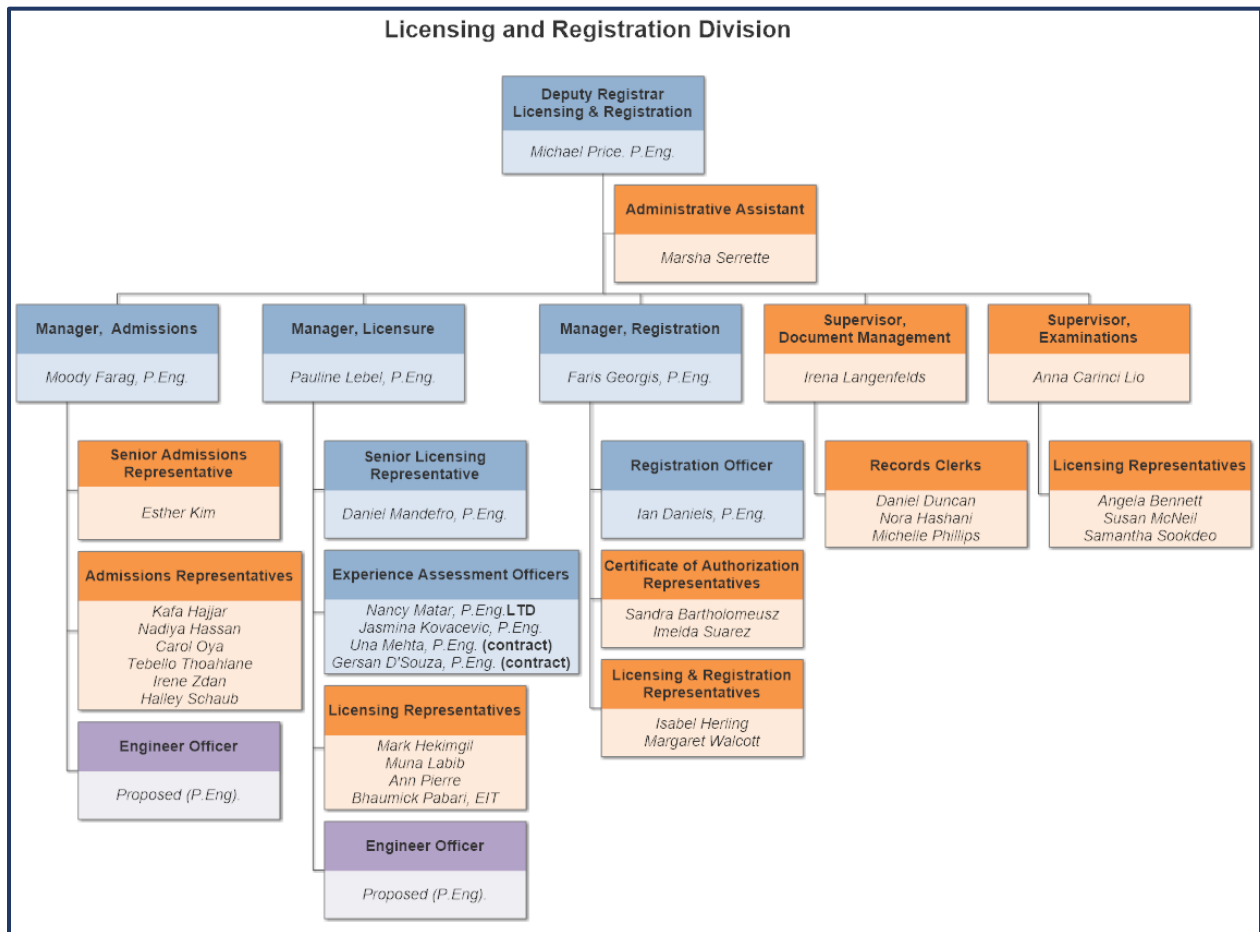 Licensing and Registration Division
Deputy Registrar
Licensing & Registration
Michael Price. P.Eng.
Administrative Assistant
Marsha Serrette
Manager, Admissions
Moody Farag, P.Eng.
Manager, Licensure
Pauline Lebel, P.Eng.
Manager, Registration
Faris Georgis, P.Eng.
Supervisor,
Document Management
Irena Langenfelds
Supervisor,
Examinations
Anna Carinci Lio
Senior Admissions
Representative
Esther Kim
Admissions Representatives
Kafa Hajjar
Nadiya Hassan
Carol Oya
Tebello Thoahlane
Irene Zdan
Hailey Schaub
Engineer Officer
Proposed (P.Eng).
Senior Licensing
Representative
Daniel Mandefro, P.Eng.
Experience Assessment Officers
Nancy Matar, P.Eng.LTD
Jasmina Kovacevic, P.Eng.
Una Mehta, P.Eng. (contract)
Gersan D'Souza, P.Eng. (contract)
Licensing Representatives
Mark Hekimgil
Muna Labib
Ann Pierre
Bhaumick Pabari, EIT
Engineer Officer
Proposed (P.Eng).
Registration Officer
Ian Daniels, P.Eng.
Certificate of Authorization
Representatives
Sandra Bartholomeusz
Imelda Suarez
Licensing & Registration
Representatives
Isabel Herling
Margaret Walcott
Records Clerks
Daniel Duncan
Nora Hashani
Michelle Phillips
Licensing Representatives
Angela Bennett
Susan McNeil
Samantha Sookdeo